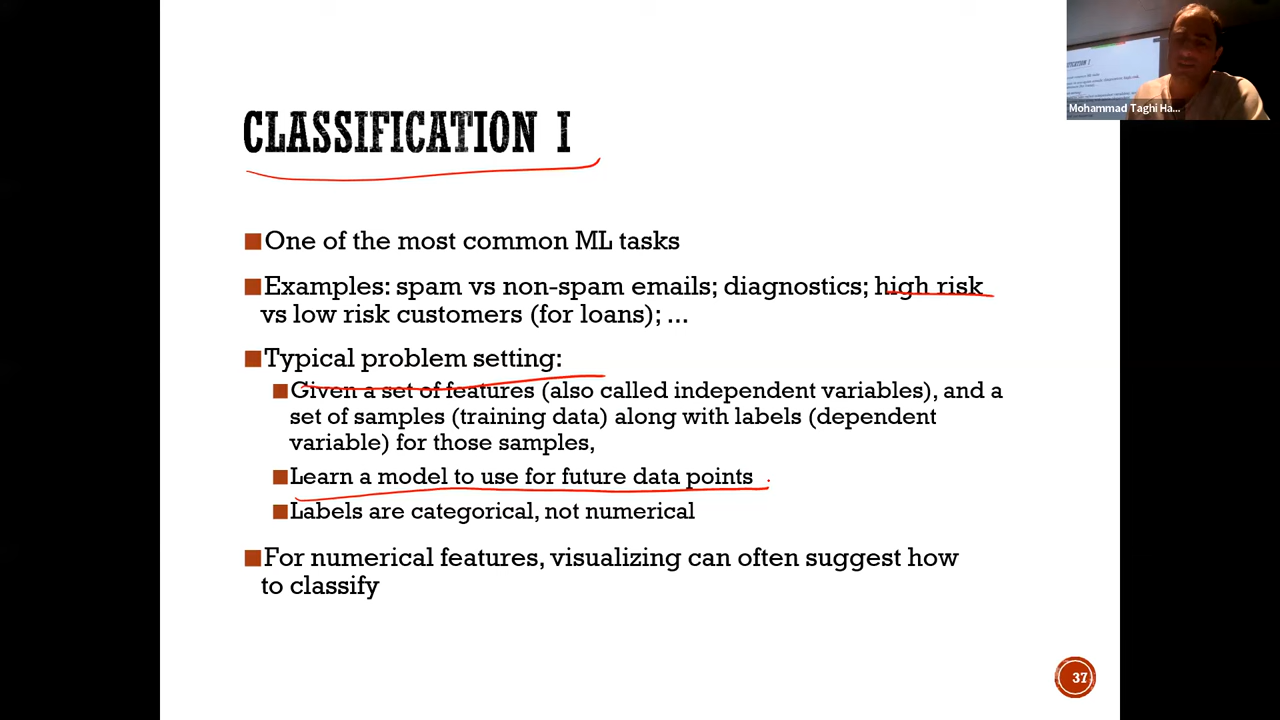 CLASSIFICATION I
One of the most common ML tasks
Examples: spam vs non-spam emails; diagnostics; high risk
vs low risk customers (for loans); ...
Typical problem setting:
Given a set of features (also called independent variables), and a
set of samples (training data) along with labels (dependent
variable) for those samples,
Learn a model to use for future data points
Labels are categorical, not numerical
For numerical features, visualizing can often suggest how
to classify
37
Mohammad Taghi Ha...